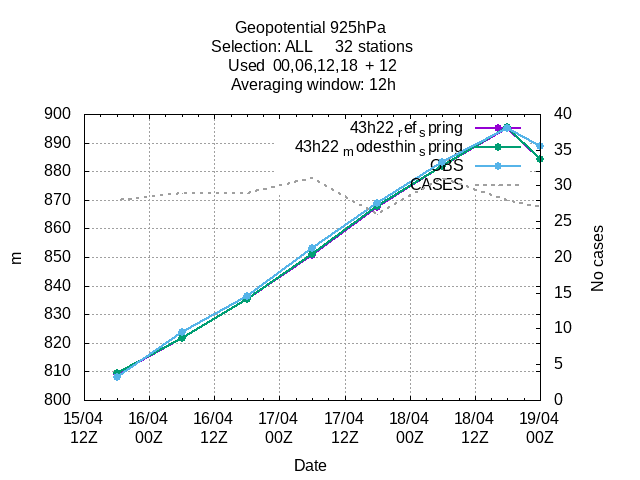 Geopotential 925hPa
Selection: ALL 32 stations
Used 00,06,12,18 + 12
Averaging window: 12h
900
890
880
870
860
850
840
830
820
810
800
40
35
30
25
20
15
10
5
0
43h22 ref spring
43h22 modesthin spring
OBS
CASES
m
No cases
15/04 16/04 16/04 17/04 17/04 18/04 18/04 19/04
12Z 00Z 12Z 00Z 12Z 00Z 12Z 00Z
Date